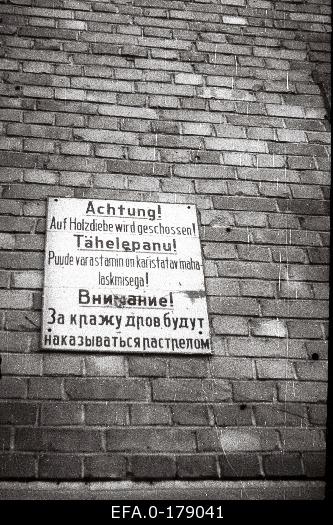 Achtung!
Auf Holzdiebe wird geschossen!
Tähelepanu!
Puude varastamin on karistatav maha-
laskmisega!
Внимание!
За кражу дров будут
наказываться растрелом
EFA.0-179041